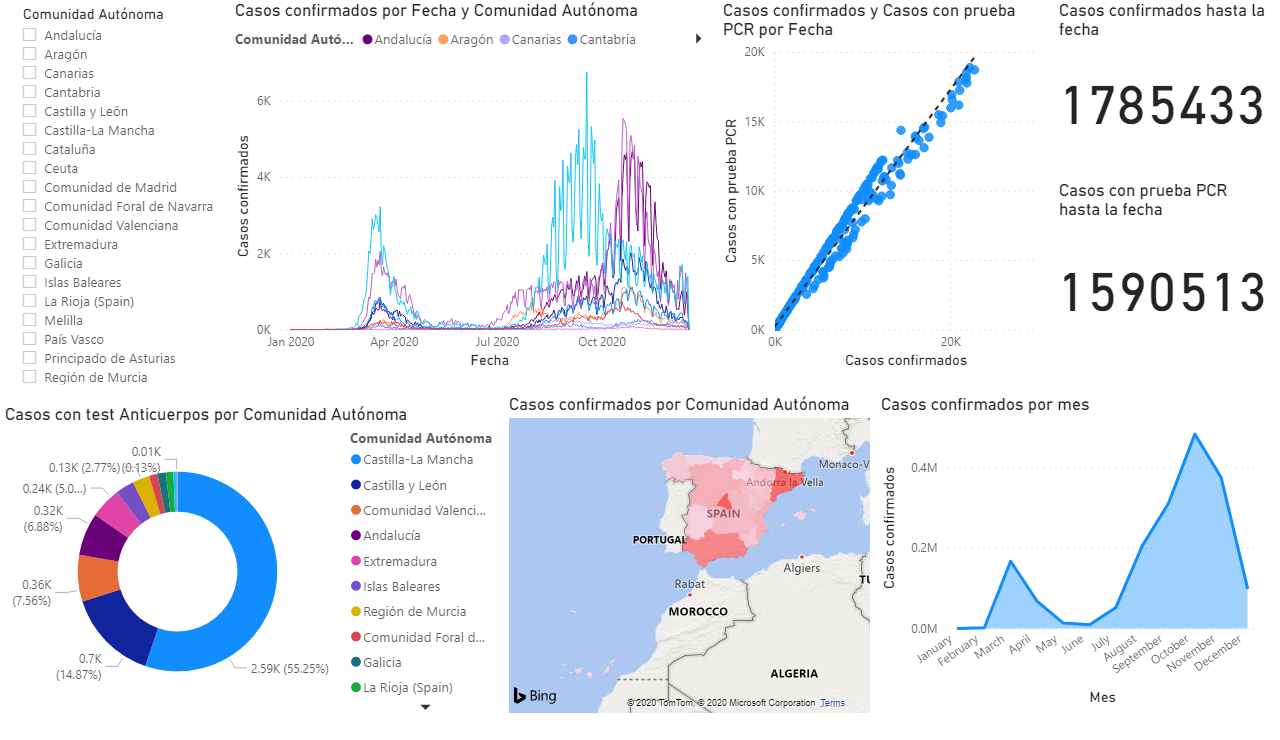 Comunidad Autónoma
Andalucía
Aragón
Canarias
Cantabria
Castilla y León
Castilla-La Mancha
Cataluña
Ceuta
Comunidad de Madrid
Comunidad Foral de Navarra
Comunidad Valenciana
Extremadura
Galicia
Islas Baleares
La Rioja (Spain)
Melilla
País Vasco
Principado de Asturias
Región de Murcia
Casos confirmados por Fecha y Comunidad Autónoma
Comunidad Autó... Andalucía Aragón Canarias Cantabria
Casos confirmados
6K
4K
2K
0K
Jan 2020 Apr 2020 Jul 2020 Oct 2020
Fecha
Casos confirmados y Casos con prueba
PCR por Fecha
Casos con prueba PCR
20K
15K
10K
5K
0K
0K 20K
Casos confirmados
Casos confirmados hasta la
fecha
1785433
Casos con prueba PCR
hasta la fecha
1590513
Casos con test Anticuerpos por Comunidad Autónoma
0.01K
(0.13%)
0.13K (2.77%)
0.24K (5.0...)
0.32K
(6.88%)
0.36K
(7.56%)
0.7K
(14.87%)
2.59K (55.25%)
Comunidad Autónoma
Castilla-La Mancha
Castilla y León
Comunidad Valenci...
Andalucía
Extremadura
Islas Baleares
Región de Murcia
Comunidad Foral d...
Galicia
La Rioja (Spain)
Casos confirmados por Comunidad Autónoma
Monaco-V
Andorra la Vella
SPAIN
PORTUGAL
Algiers
TU
Rabat
MOROCCO
ALGERIA
Bing
© 2020 TomTom, © 2020 Microsoft Corporation Terms
Casos confirmados por mes
Casos confirmados
0.4M
0.2M
0.0M
January February March April May June July August September October November December
Mes